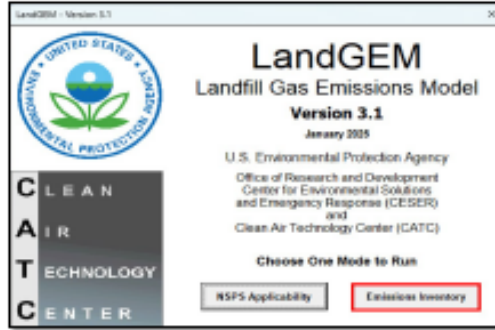 LandGEM - Version 3.1
UNITED STATES
ENVIRONMENTAL PROTECTION
AGENCY
LandGEM
Landfill Gas Emissions Model
Version 3.1
January 2025
U.S. Environmental Protection Agency
Office of Research and Development
Center for Environmental Solutions
and Emergency Response (CESER)
and
Clean Air Technology Center (CATC)
CLEAN
AIR
TECHNOLOGY
CENTER
Choose One Mode to Run
NSPS Applicability
Emissions Inventory